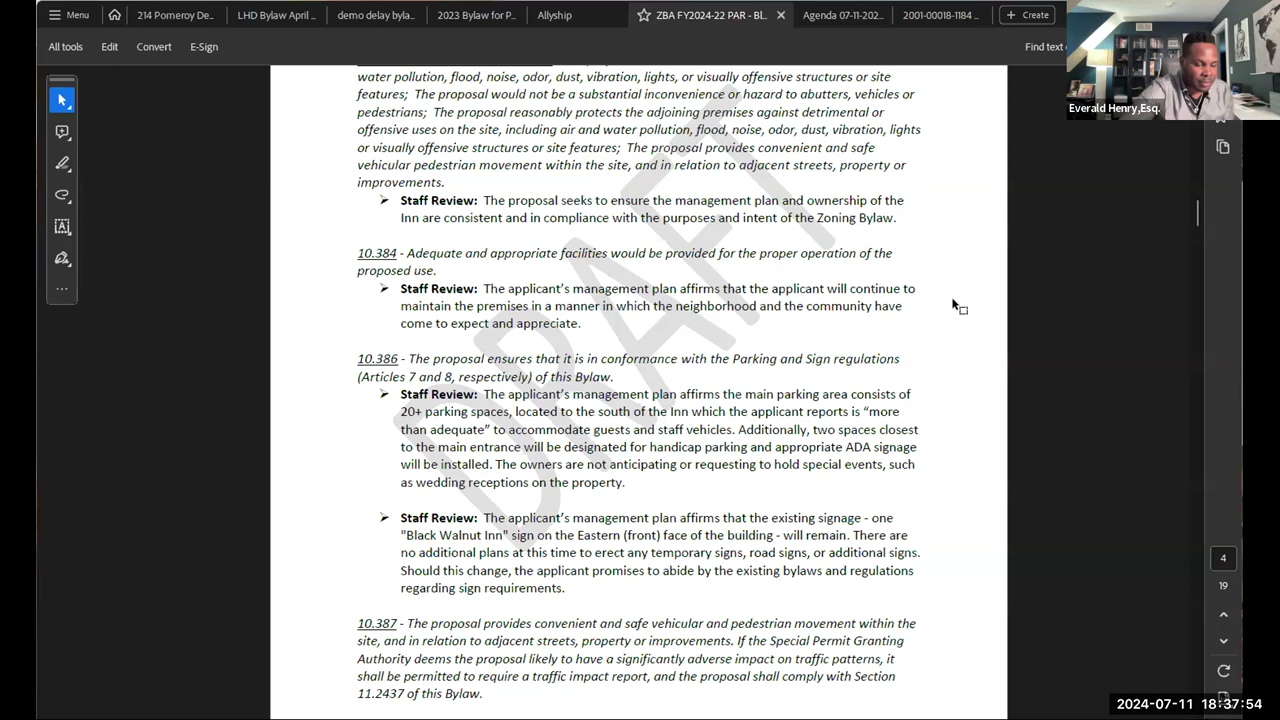 Menu
214 Pomeroy De...
LHD Bylaw April ...
demo delay byla...
2023 Bylaw for P...
Allyship
ZBA FY2024-22 PAR - Bl...
Agenda 07-11-202...
2001-00018-1184 ...
Create
All tools
Edit
Convert
E-Sign
Find text
Everald Henry,Esq.
water pollution, flood, noise, odor, dust, vibration, lights, or visually offensive structures or site
features;  The proposal would not be a substantial inconvenience or hazard to abutters, vehicles or
pedestrians;  The proposal reasonably protects the adjoining premises against detrimental or
offensive uses on the site, including air and water pollution, flood, noise, odor, dust, vibration, lights
or visually offensive structures or site features;  The proposal provides convenient and safe
vehicular pedestrian movement within the site, and in relation to adjacent streets, property or
improvements.
➢ Staff Review:  The proposal seeks to ensure the management plan and ownership of the
Inn are consistent and in compliance with the purposes and intent of the Zoning Bylaw.
10.384 - Adequate and appropriate facilities would be provided for the proper operation of the
proposed use.
➢ Staff Review:  The applicant's management plan affirms that the applicant will continue to
maintain the premises in a manner in which the neighborhood and the community have
come to expect and appreciate.
10.386 - The proposal ensures that it is in conformance with the Parking and Sign regulations
(Articles 7 and 8, respectively) of this Bylaw.
➢ Staff Review:  The applicant's management plan affirms the main parking area consists of
20+ parking spaces, located to the south of the Inn which the applicant reports is “more
than adequate” to accommodate guests and staff vehicles. Additionally, two spaces closest
to the main entrance will be designated for handicap parking and appropriate ADA signage
will be installed. The owners are not anticipating or requesting to hold special events, such
as wedding receptions on the property.
➢ Staff Review:  The applicant's management plan affirms that the existing signage - one
"Black Walnut Inn" sign on the Eastern (front) face of the building - will remain. There are
no additional plans at this time to erect any temporary signs, road signs, or additional signs.
Should this change, the applicant promises to abide by the existing bylaws and regulations
regarding sign requirements.
10.387 - The proposal provides convenient and safe vehicular and pedestrian movement within the
site, and in relation to adjacent streets, property or improvements. If the Special Permit Granting
Authority deems the proposal likely to have a significantly adverse impact on traffic patterns, it
shall be permitted to require a traffic impact report, and the proposal shall comply with Section
11.2437 of this Bylaw.
DRAFT
4
19
2024-07-11 18:37:54